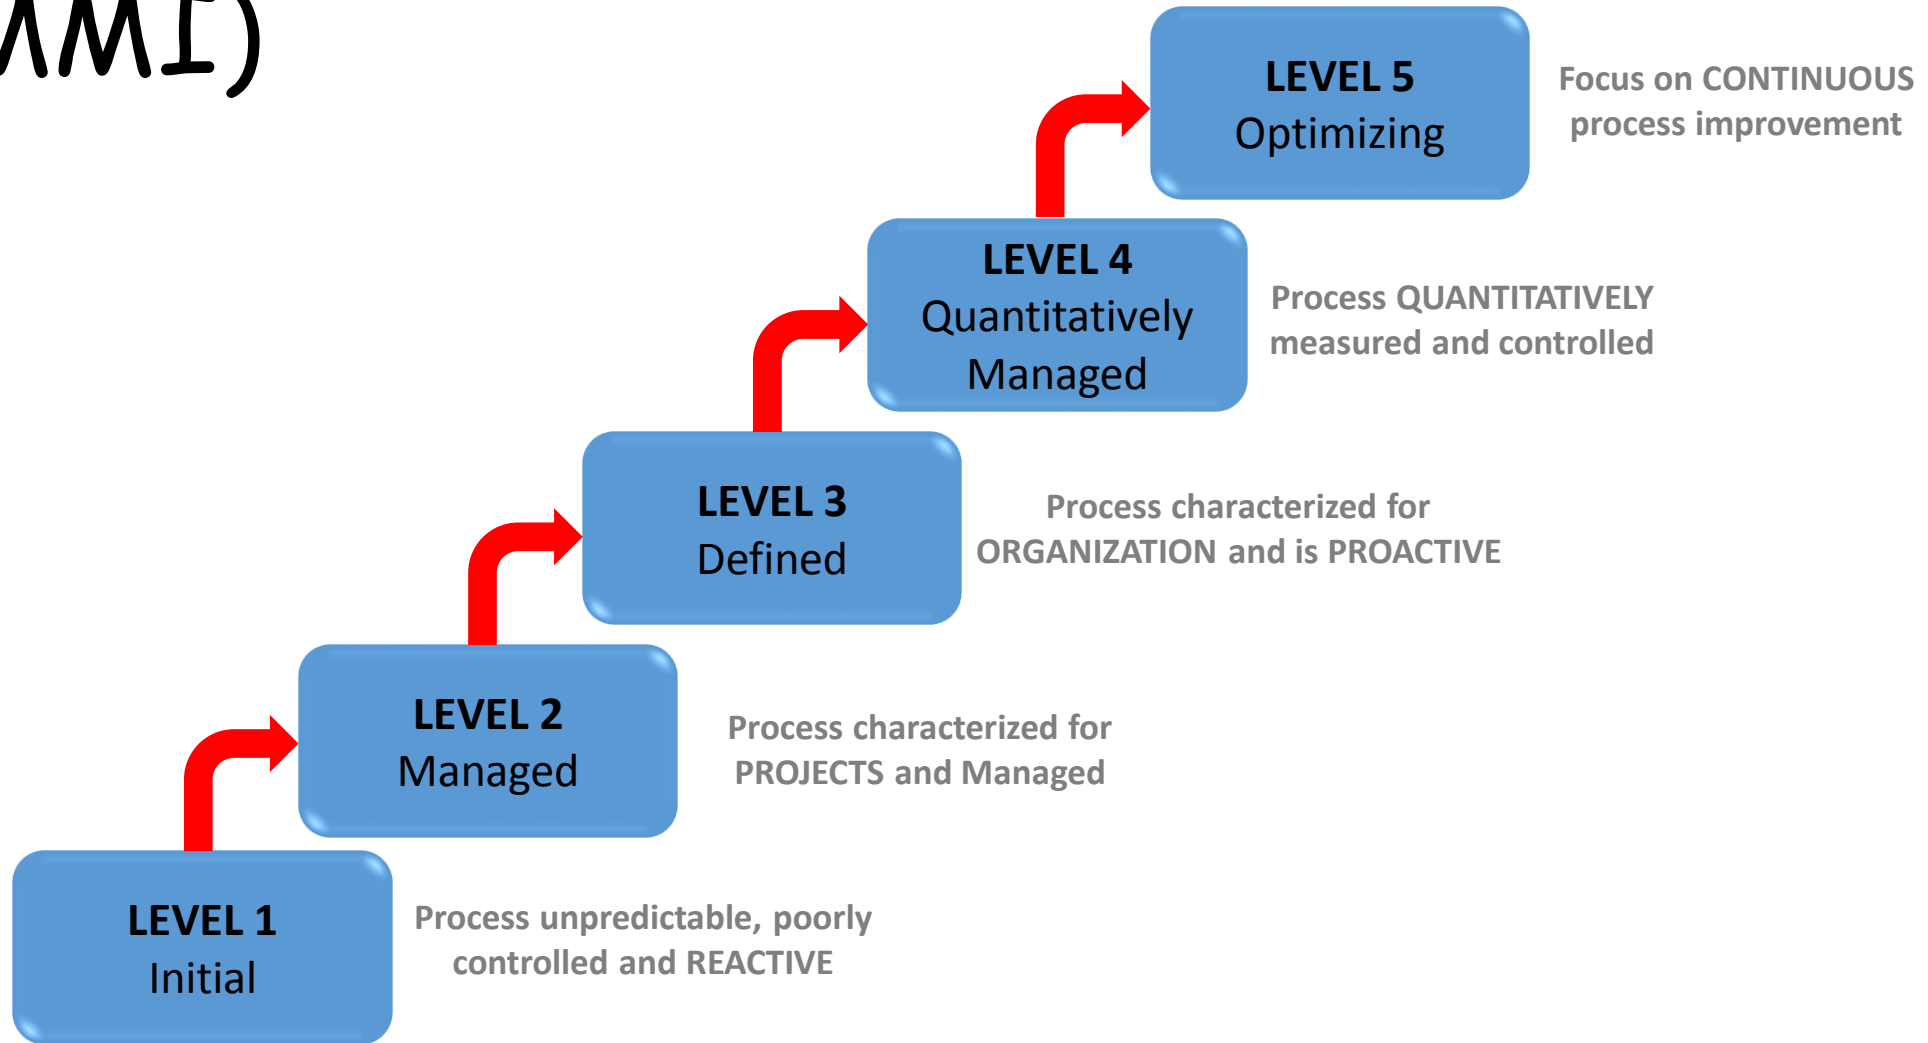 MMI)
LEVEL 5
Optimizing
Focus on CONTINUOUS
process improvement
LEVEL 4
Quantitatively
Managed
Process QUANTITATIVELY
measured and controlled
LEVEL 3
Defined
Process characterized for
ORGANIZATION and is PROACTIVE
LEVEL 2
Managed
Process characterized for
PROJECTS and Managed
LEVEL 1
Initial
Process unpredictable, poorly
controlled and REACTIVE